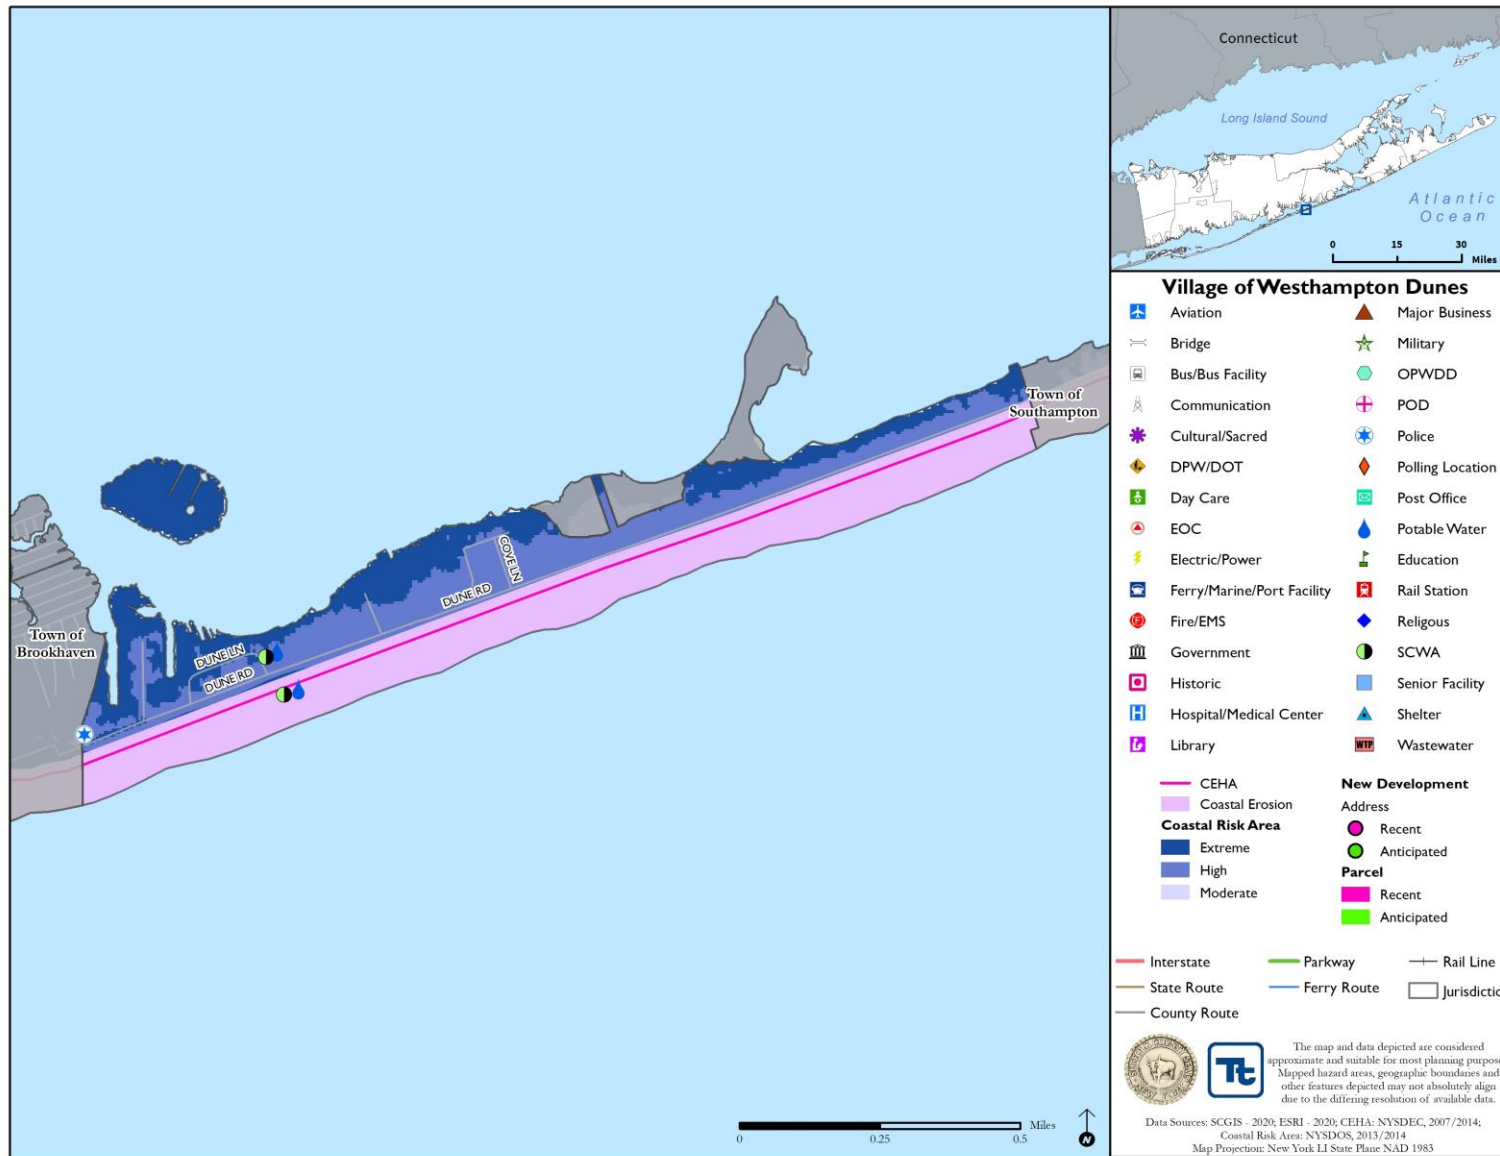 Connecticut
Long Island Sound
Atlantic
Ocean
0 15 30
Miles
Town of
Southampton
COVE LN
DUNE RD
Town of
Brookhaven
DUNE LN
DUNE RD
0 0.25 0.5
Miles
N
Village of Westhampton Dunes
Aviation
Bridge
Bus/Bus Facility
Communication
Cultural/Sacred
DPW/DOT
Day Care
EOC
Electric/Power
Ferry/Marine/Port Facility
Fire/EMS
Government
Historic
H Hospital/Medical Center
Library
Major Business
Military
OPWDD
POD
Police
Polling Location
Post Office
Potable Water
Education
Rail Station
Religous
SCWA
Senior Facility
Shelter
WTP Wastewater
CEHA
Coastal Erosion
Coastal Risk Area
Extreme
High
Moderate
New Development
Address
Recent
Anticipated
Parcel
Recent
Anticipated
Interstate
State Route
County Route
Parkway
Ferry Route
Rail Line
Jurisdictio
Tt
The map and data depicted are considered
approximate and suitable for most planning purpose
Mapped hazard areas, geographic boundaries and
other features depicted may not absolutely align
due to the differing resolution of available data.
Data Sources: SCGIS - 2020; ESRI - 2020; CEHA: NYSDEC, 2007/2014;
Coastal Risk Area: NYSDOS, 2013/2014
Map Projection: New York LI State Plane NAD 1983